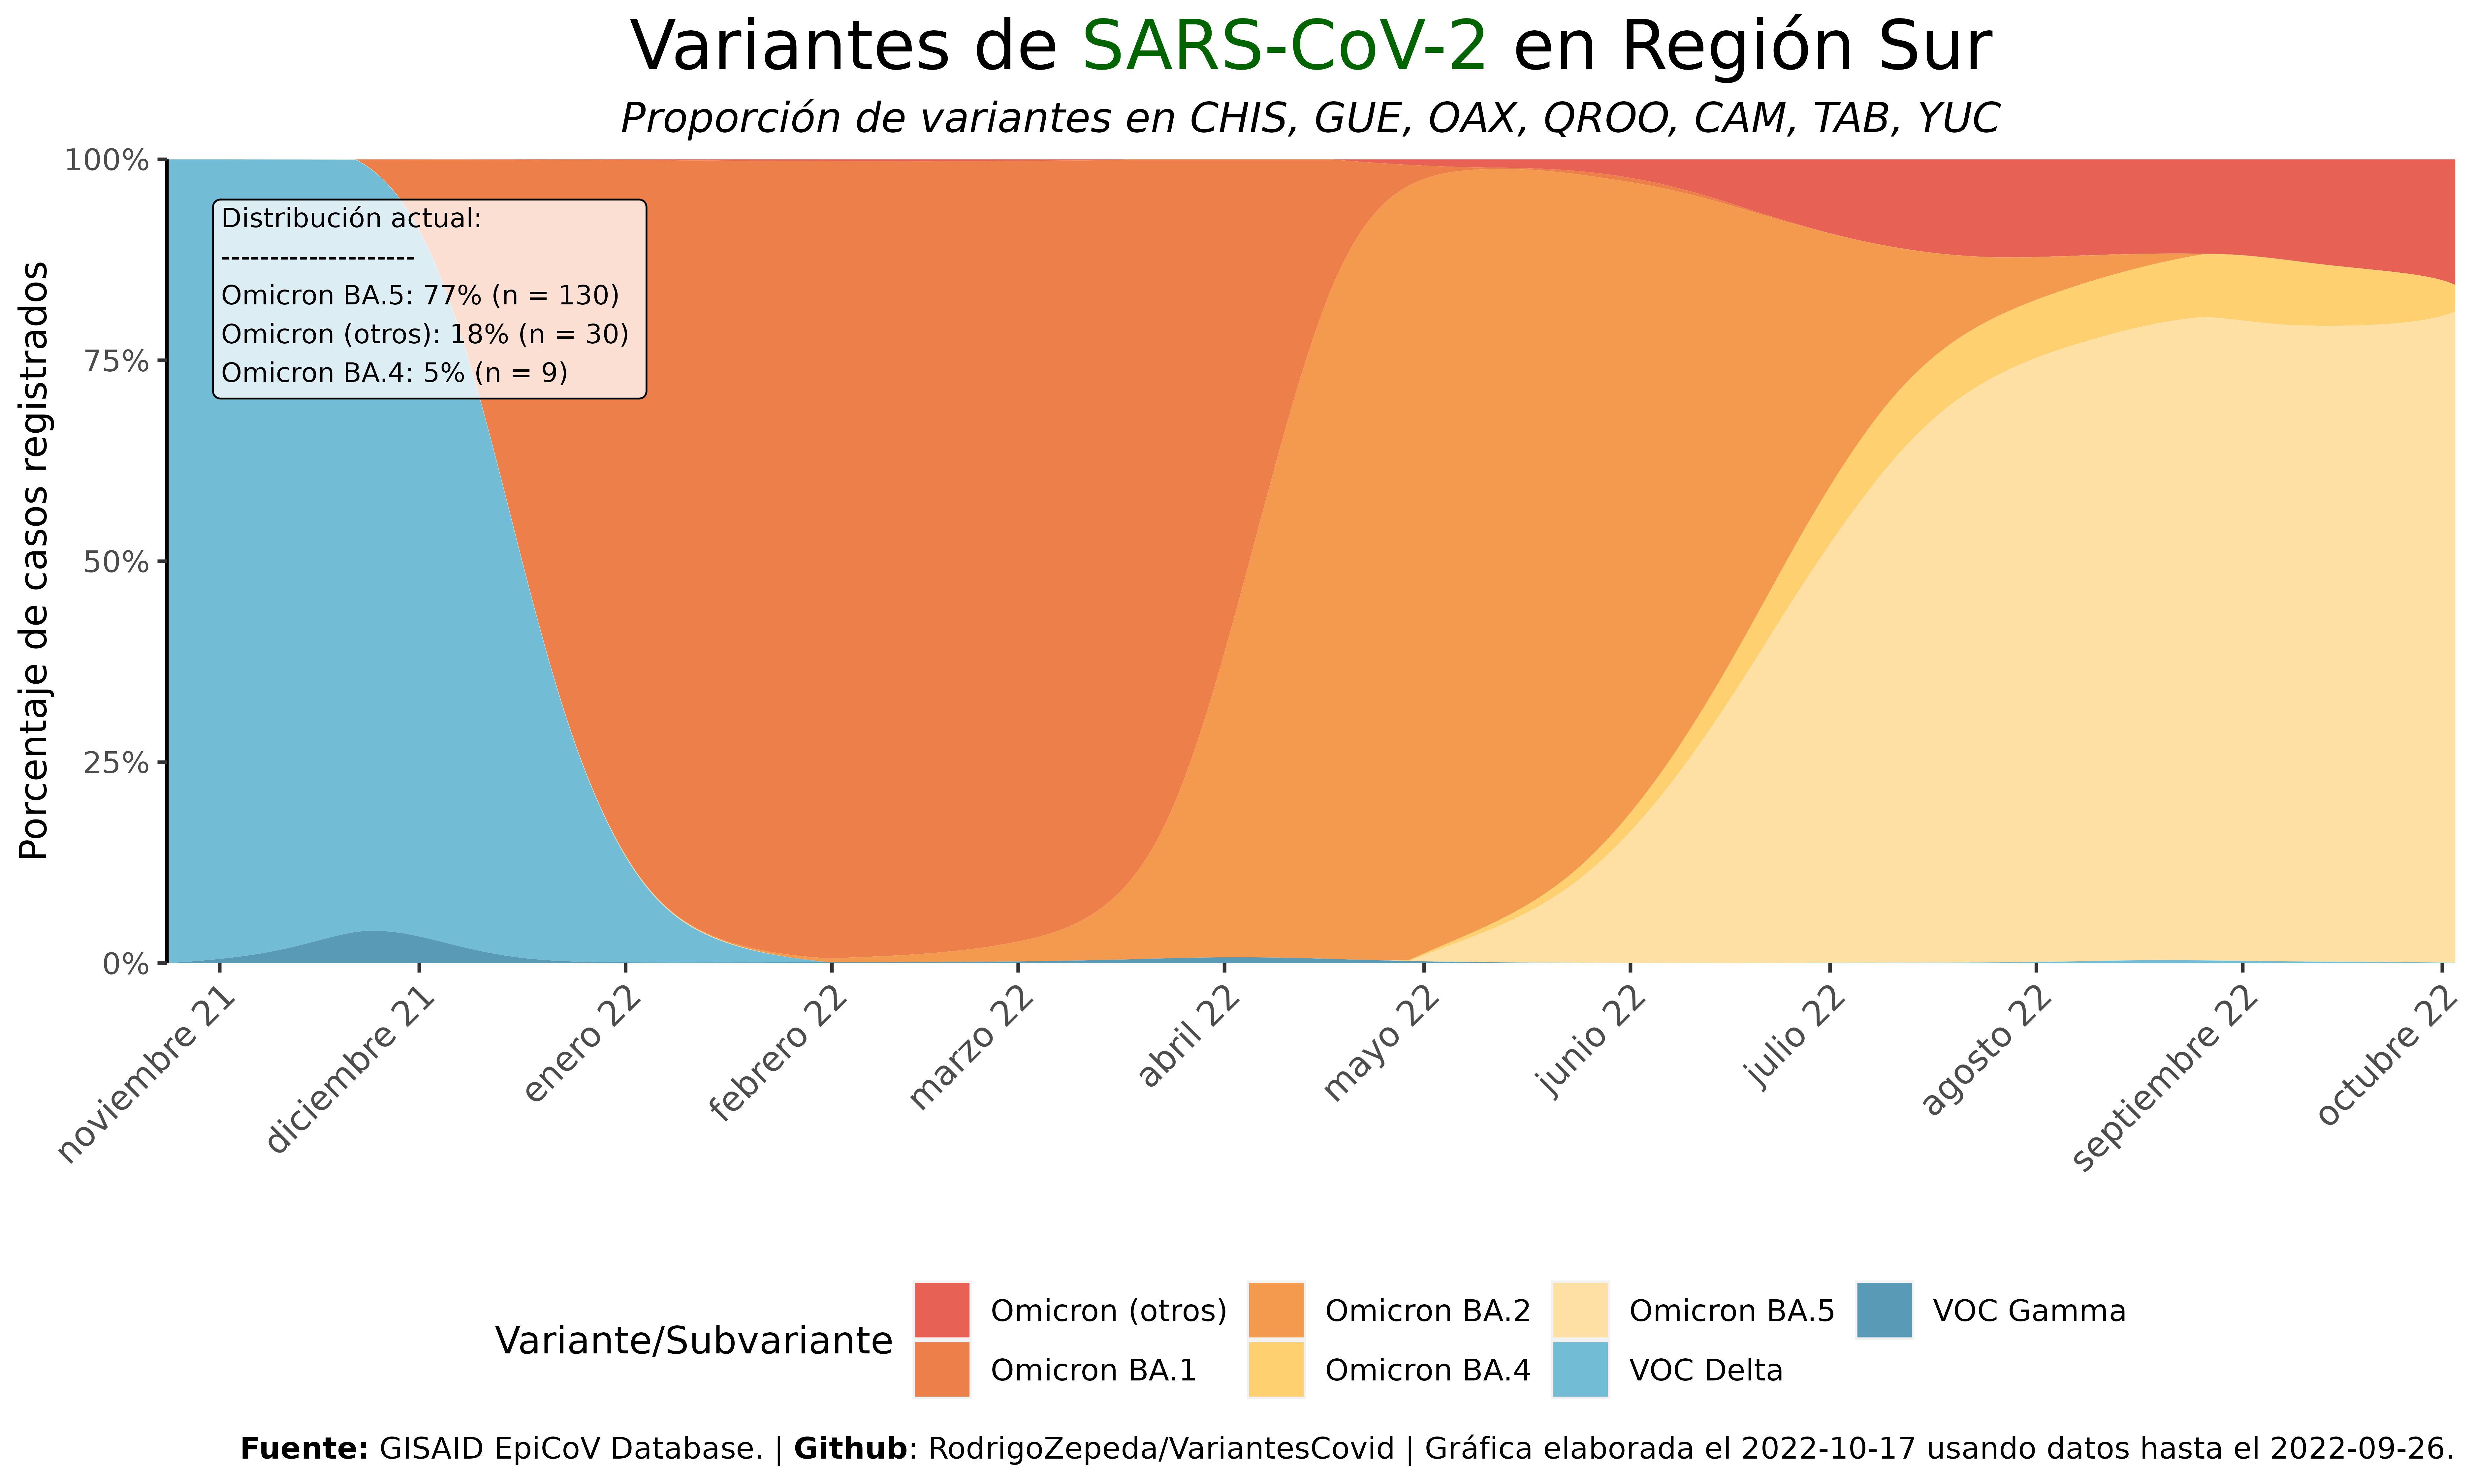 Variantes de SARS-CoV-2 en Región Sur
Proporción de variantes en CHIS, GUE, OAX, QROO, CAM, TAB, YUC
Porcentaje de casos registrados
100%
75%
50%
25%
0%
Distribución actual:
--------------------
Omicron BA.5: 77% (n = 130)
Omicron (otros): 18% (n = 30)
Omicron BA.4: 5% (n = 9)
noviembre 21
diciembre 21
enero 22
febrero 22
marzo 22
abril 22
mayo 22
junio 22
julio 22
agosto 22
septiembre 22
octubre 22
Variante/Subvariante
Omicron (otros)
Omicron BA.1
Omicron BA.2
Omicron BA.4
Omicron BA.5
VOC Delta
VOC Gamma
Fuente: GISAID EpiCoV Database. | Github: RodrigoZepeda/VariantesCovid | Gráfica elaborada el 2022-10-17 usando datos hasta el 2022-09-26.